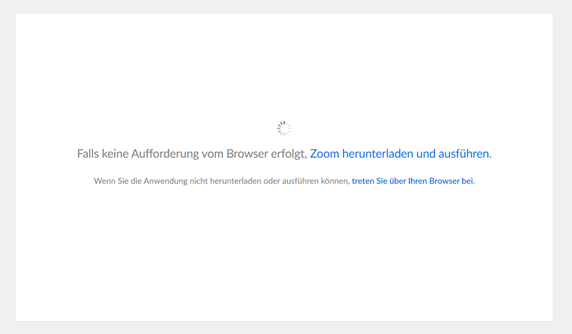 Falls keine Aufforderung vom Browser erfolgt, Zoom herunterladen und ausführen.
Wenn Sie die Anwendung nicht herunterladen oder ausführen können, treten Sie über Ihren Browser bei.